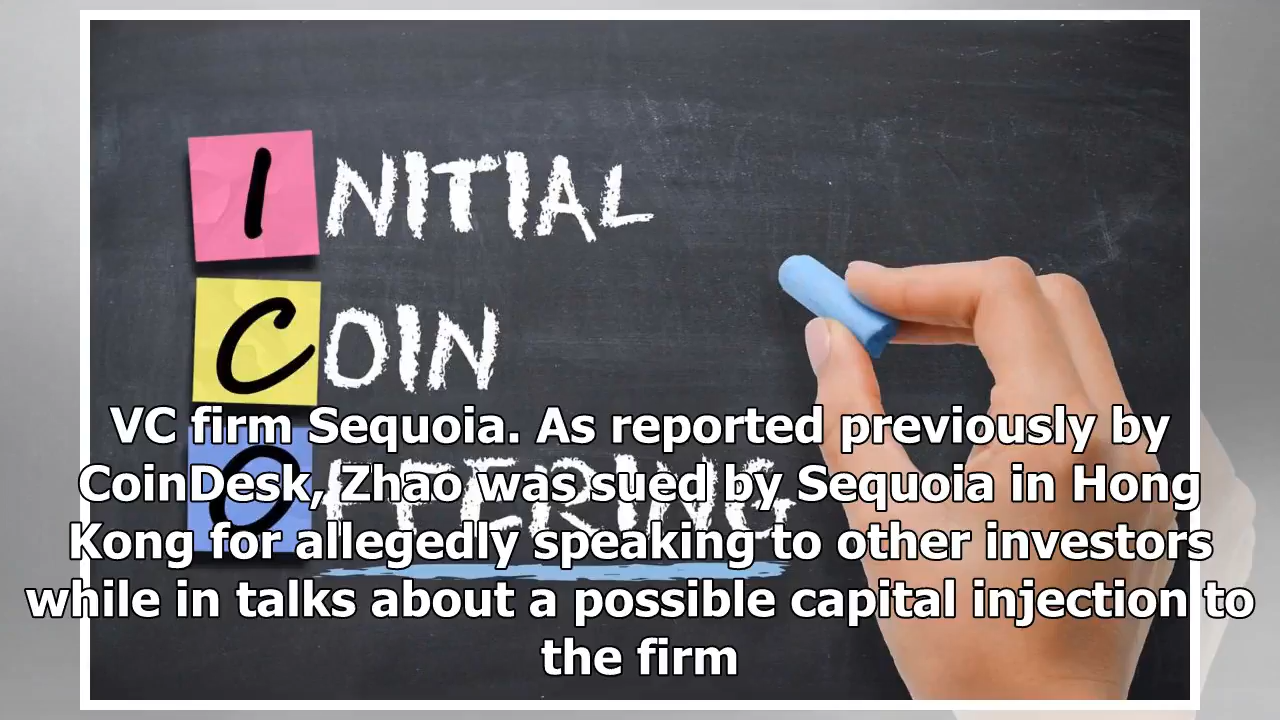 INITIAL
COIN
OFFERING
VC firm Sequoia. As reported previously by
CoinDesk, Zhao was sued by Sequoia in Hong
Kong for allegedly speaking to other investors
while in talks about a possible capital injection to
the firm